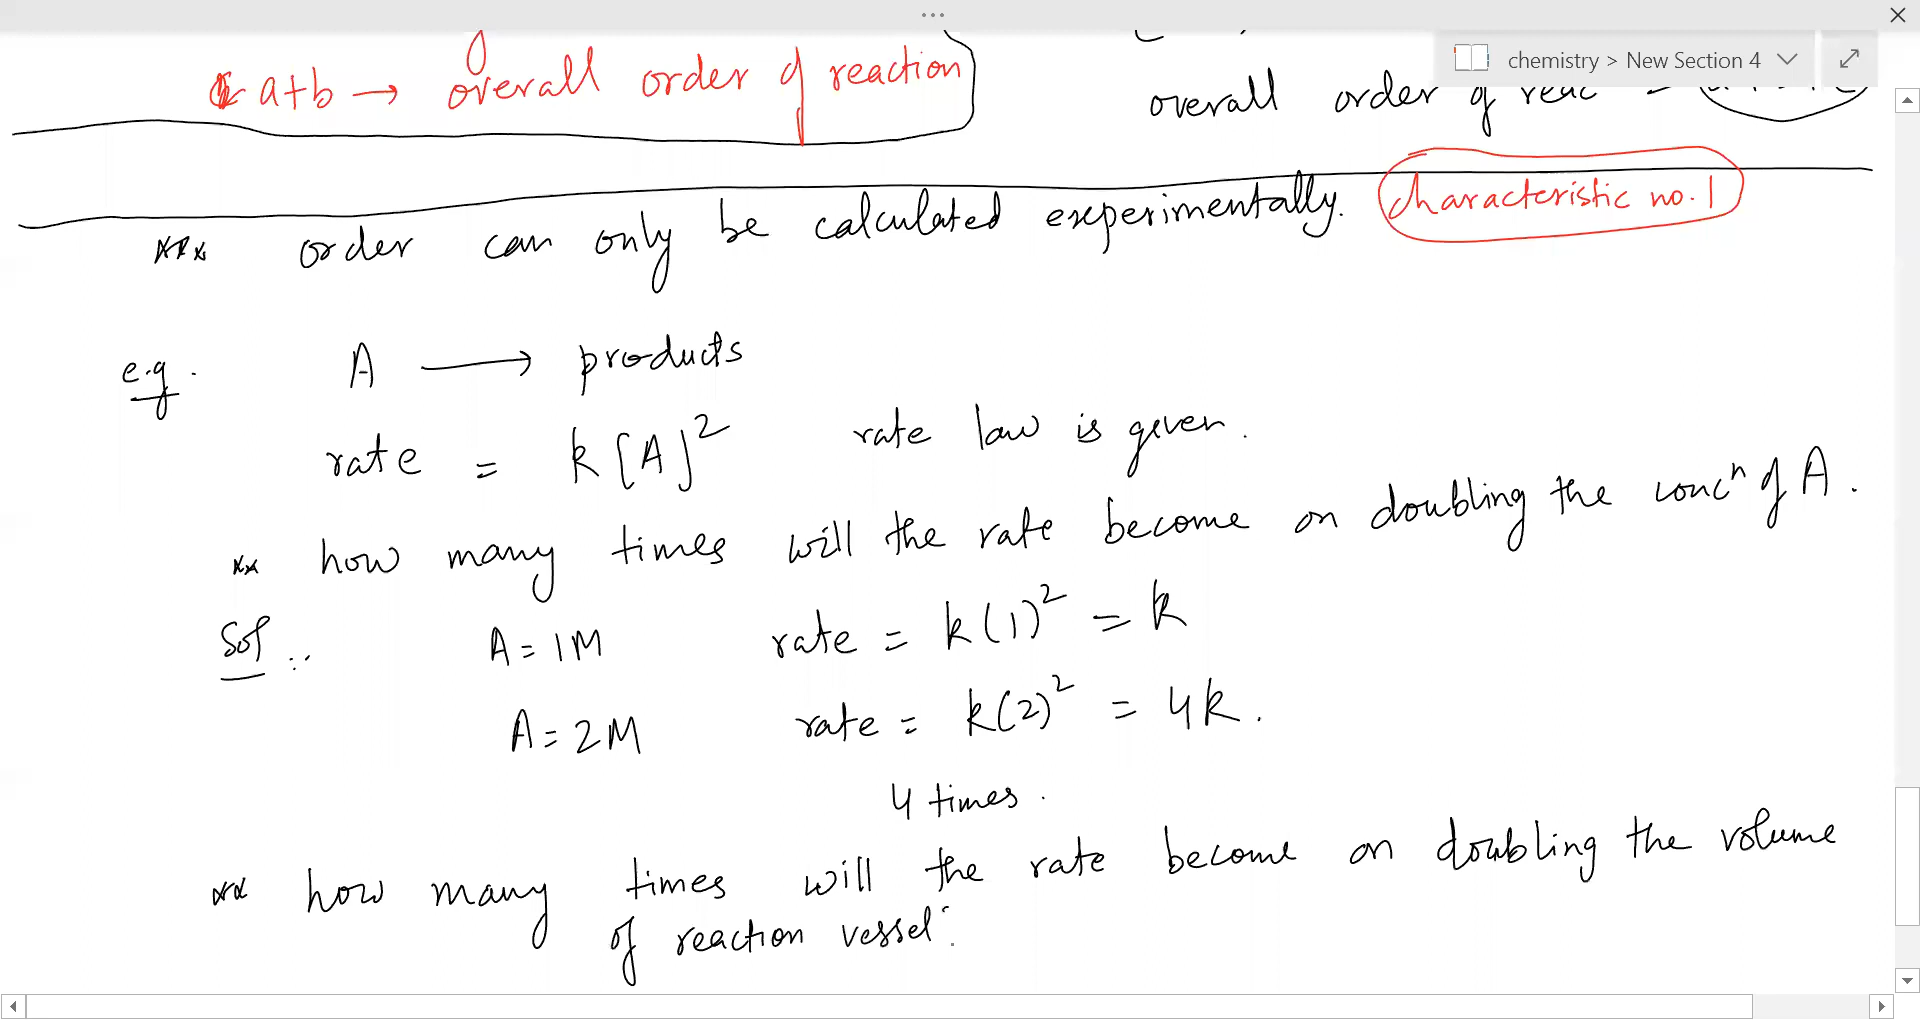 chemistry > New Section 4
a+b → overall order of reaction
overall order of reac
*** order can only be calculated experimentally. characteristic no. 1
e.g. A → products
rate = k[A]² rate law is given.
** how many times will the rate become on doubling the concⁿ of A.
Sol :- A = 1M rate = k(1)² = k
A = 2M rate = k(2)² = 4k.
4 times.
** how many times will the rate become on doubling the volume
of reaction vessel: